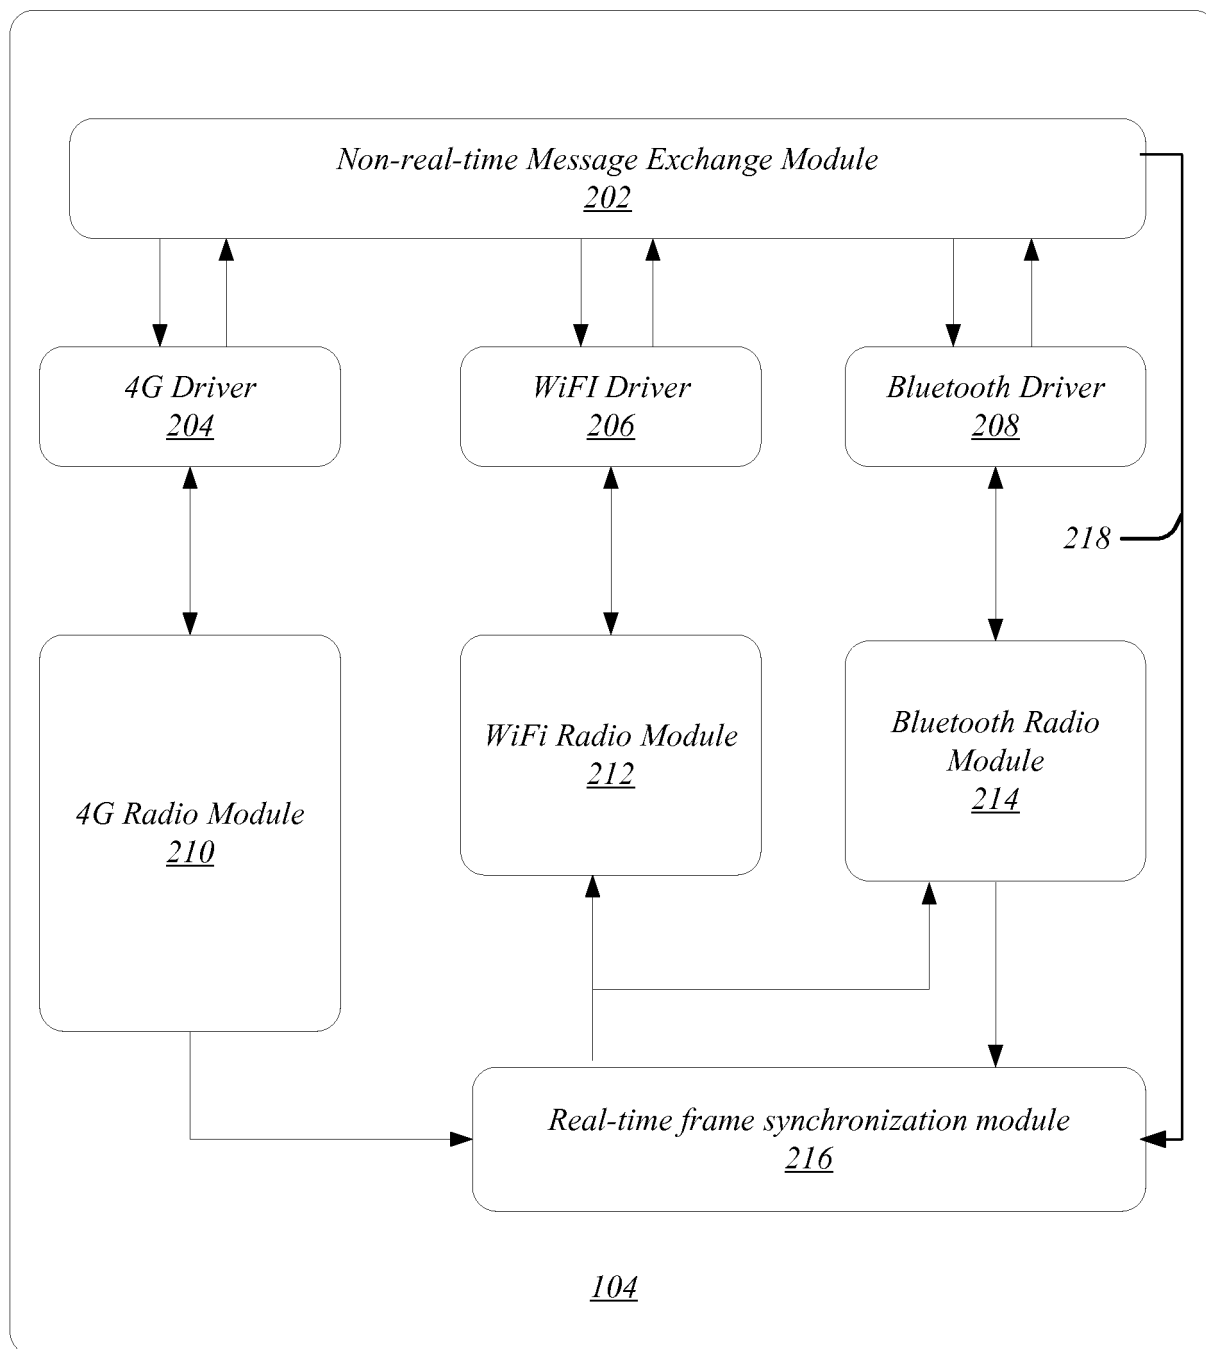 Non-real-time Message Exchange Module
202
4G Driver
204
WiFI Driver
206
Bluetooth Driver
208
218
4G Radio Module
210
WiFi Radio Module
212
Bluetooth Radio
Module
214
Real-time frame synchronization module
216
104